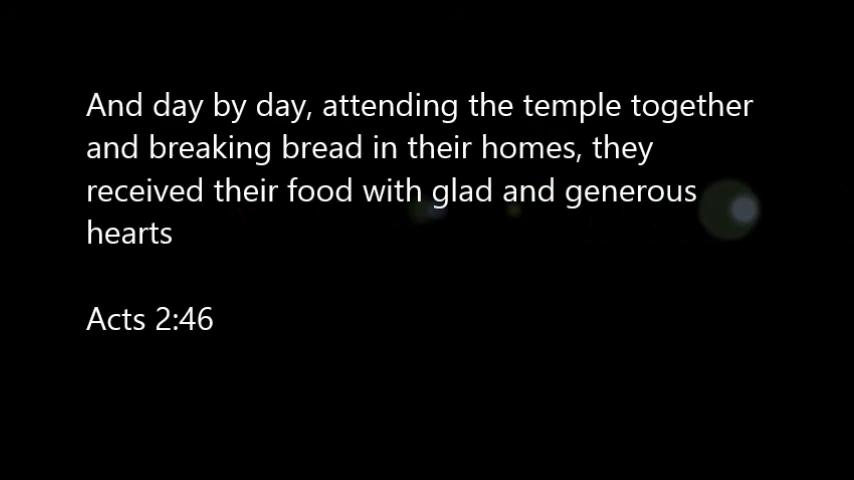 And day by day, attending the temple together
and breaking bread in their homes, they
received their food with glad and generous
hearts
Acts 2:46